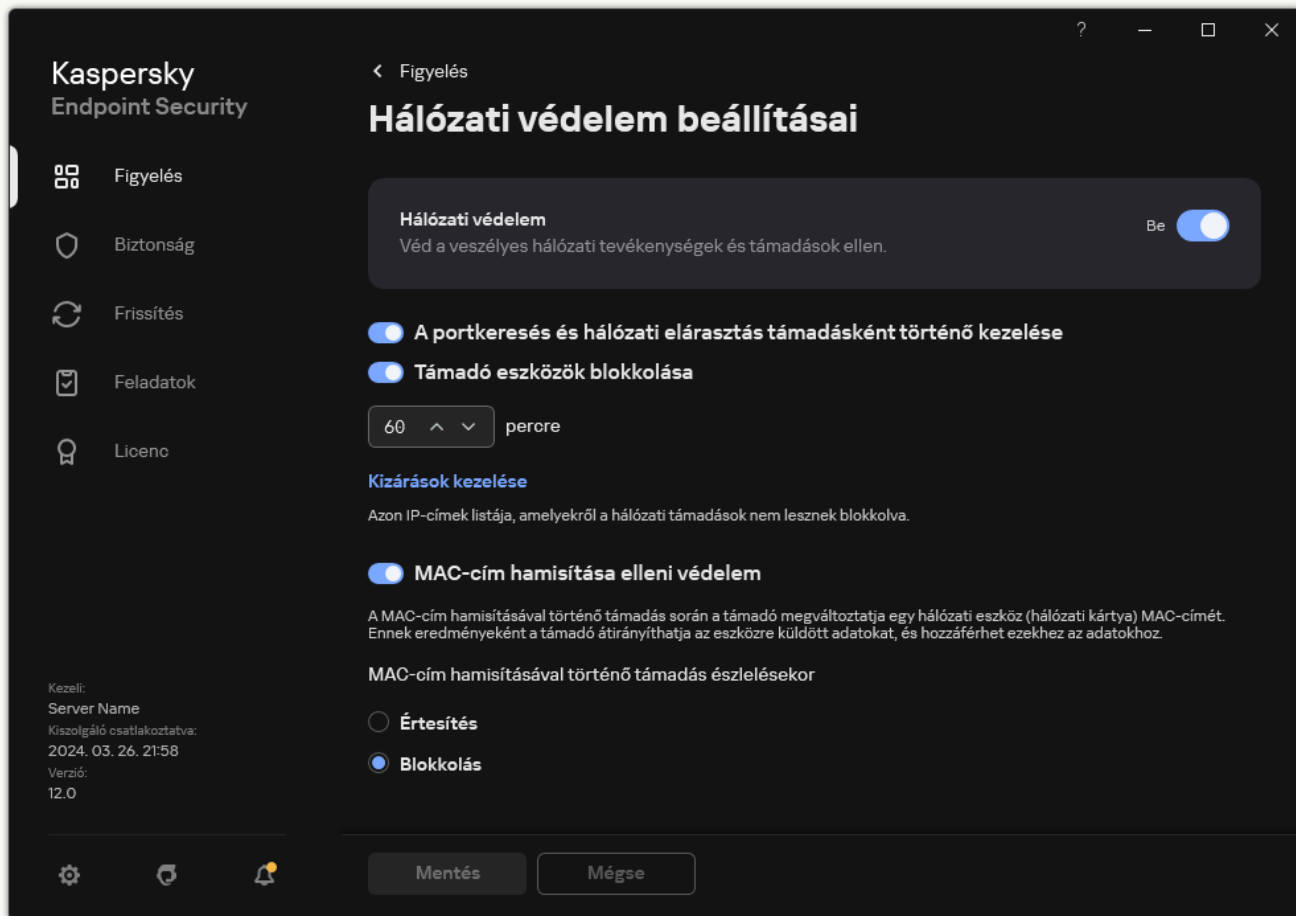 ?
Kaspersky
Endpoint Security
Figyelés
Biztonság
Frissítés
Feladatok
Licenc
Kezeli:
Server Name
Kiszolgáló csatlakoztatva:
2024. 03. 26. 21:58
Verzió:
12.0
Figyelés
Hálózati védelem beállításai
Hálózati védelem
Véd a veszélyes hálózati tevékenységek és támadások ellen.
Be
A portkeresés és hálózati elárasztás támadásként történő kezelése
Támadó eszközök blokkolása
60 percre
Kizárások kezelése
Azon IP-címek listája, amelyekről a hálózati támadások nem lesznek blokkolva.
MAC-cím hamisítása elleni védelem
A MAC-cím hamisításával történő támadás során a támadó megváltoztatja egy hálózati eszköz (hálózati kártya) MAC-címét.
Ennek eredményeként a támadó átirányíthatja az eszközre küldött adatokat, és hozzáférhet ezekhez az adatokhoz.
MAC-cím hamisításával történő támadás észlelésekor
Értesítés
Blokkolás
Mentés
Mégse